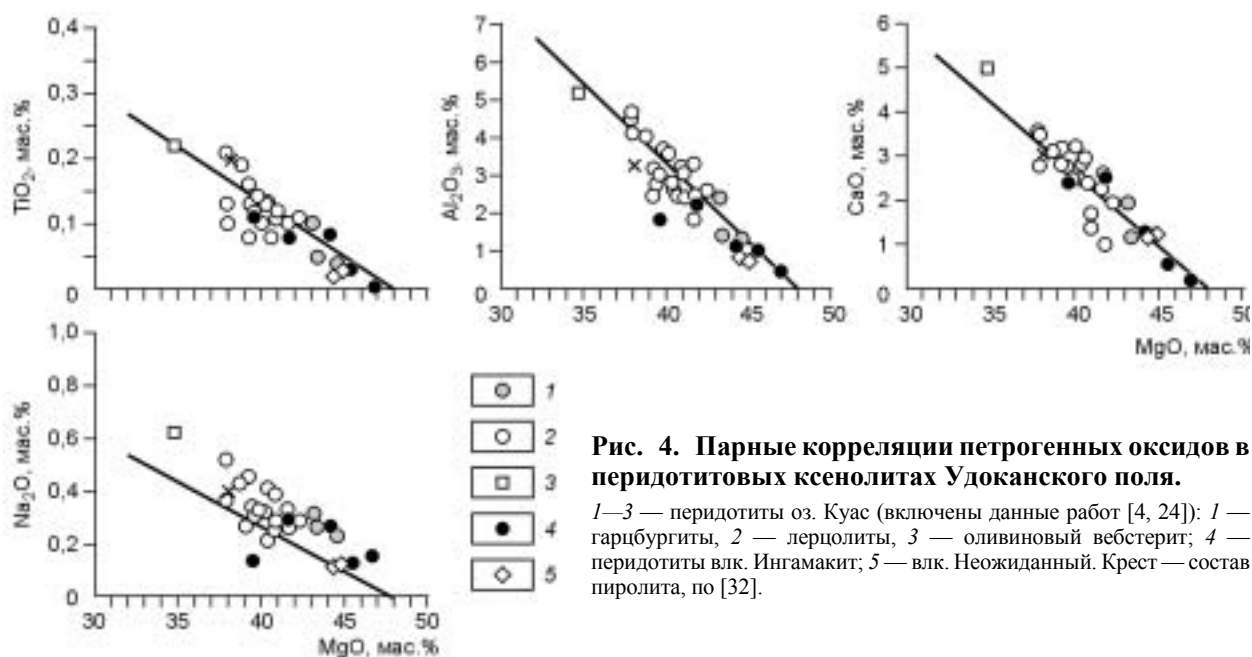 0,4
0,3
0,2
0,1
0
TiO₂, мас.%
30 35 40 45 50
7
6
5
4
3
2
1
0
Al₂O₃, мас.%
30 35 40 45 50
6
5
4
3
2
1
0
CaO, мас.%
30 35 40 45 50
MgO, мас.%
1,0
0,8
0,6
0,4
0,2
0
Na₂O, мас.%
30 35 40 45 50
MgO, мас.%
1
2
3
4
5
Рис. 4. Парные корреляции петрогенных оксидов в
перидотитовых ксенолитах Удоканского поля.
1—3 — перидотиты оз. Куас (включены данные работ [4, 24]): 1 —
гарцбургиты, 2 — лерцолиты, 3 — оливиновый вебстерит; 4 —
перидотиты влк. Ингамакит; 5 — влк. Неожиданный. Крест — состав
пиролита, по [32].